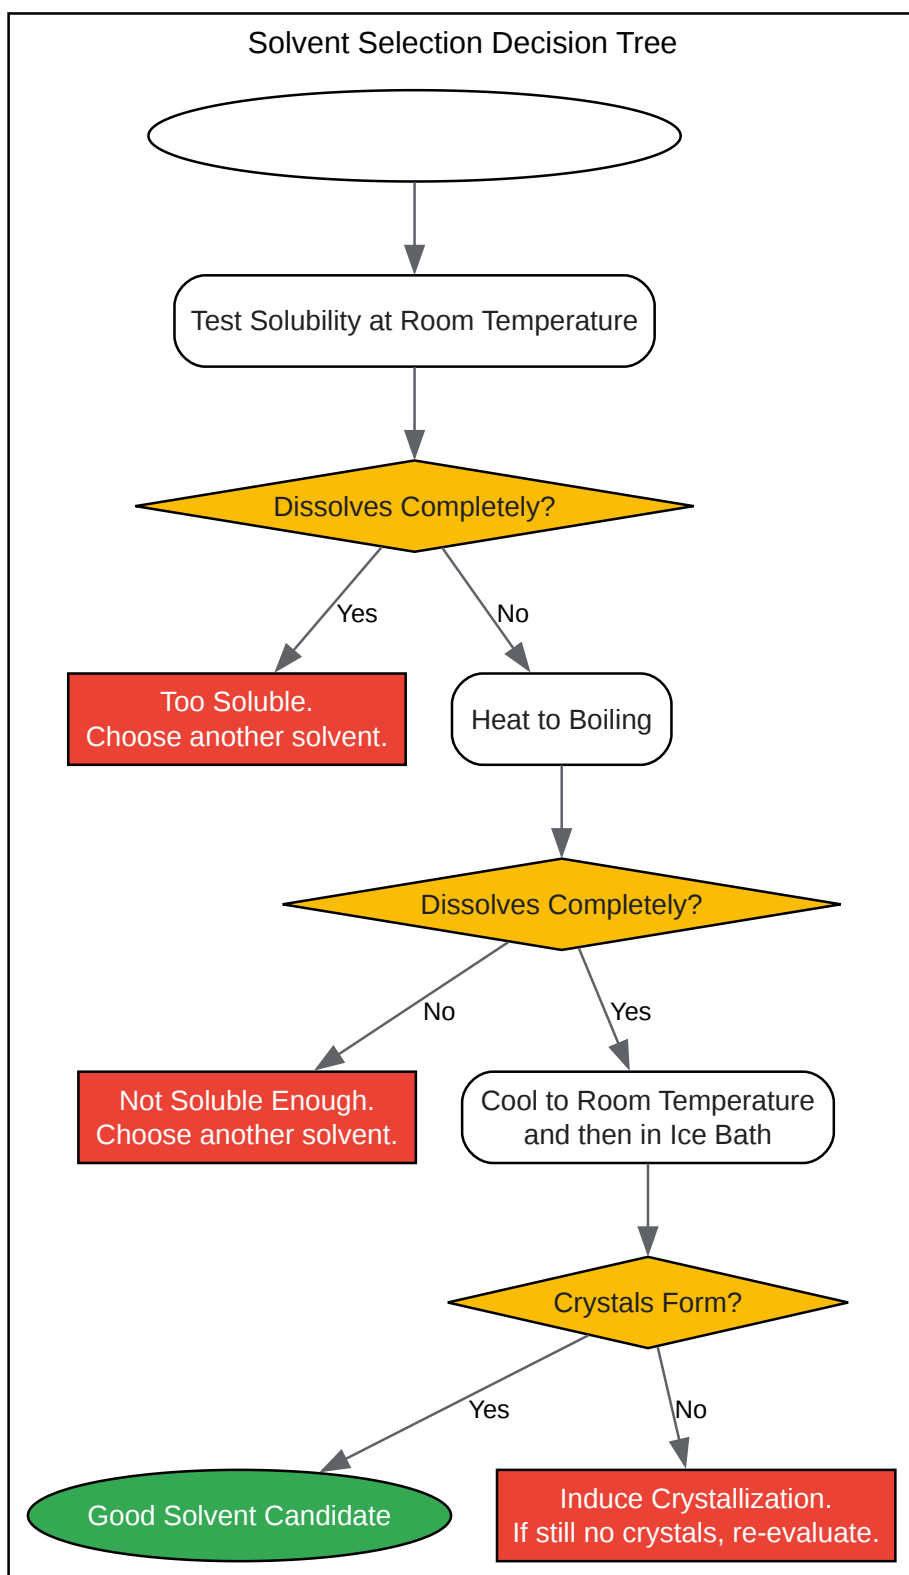 Solvent Selection Decision Tree
Test Solubility at Room Temperature
Dissolves Completely?
Yes
No
Too Soluble.
Choose another solvent.
Heat to Boiling
Dissolves Completely?
No
Yes
Not Soluble Enough.
Choose another solvent.
Cool to Room Temperature
and then in Ice Bath
Crystals Form?
Yes
No
Good Solvent Candidate
Induce Crystallization.
If still no crystals, re-evaluate.